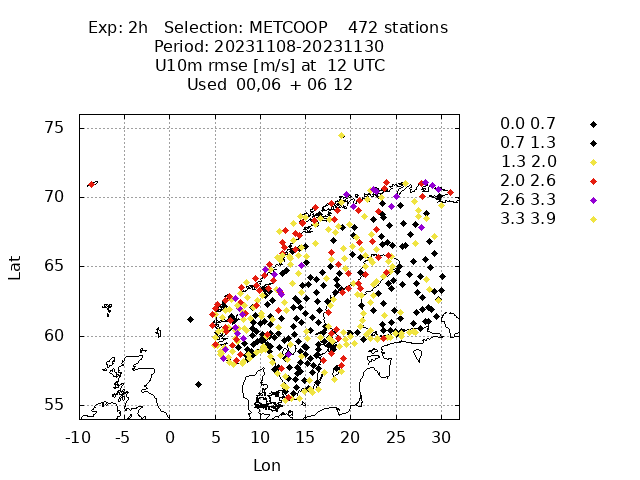 Exp: 2h   Selection: METCOOP    472 stations
Period: 20231108-20231130
U10m rmse [m/s] at  12 UTC
Used  00,06  + 06 12
75
70
65
60
55
Lat
-10 -5 0 5 10 15 20 25 30
Lon
0.0 0.7
0.7 1.3
1.3 2.0
2.0 2.6
2.6 3.3
3.3 3.9